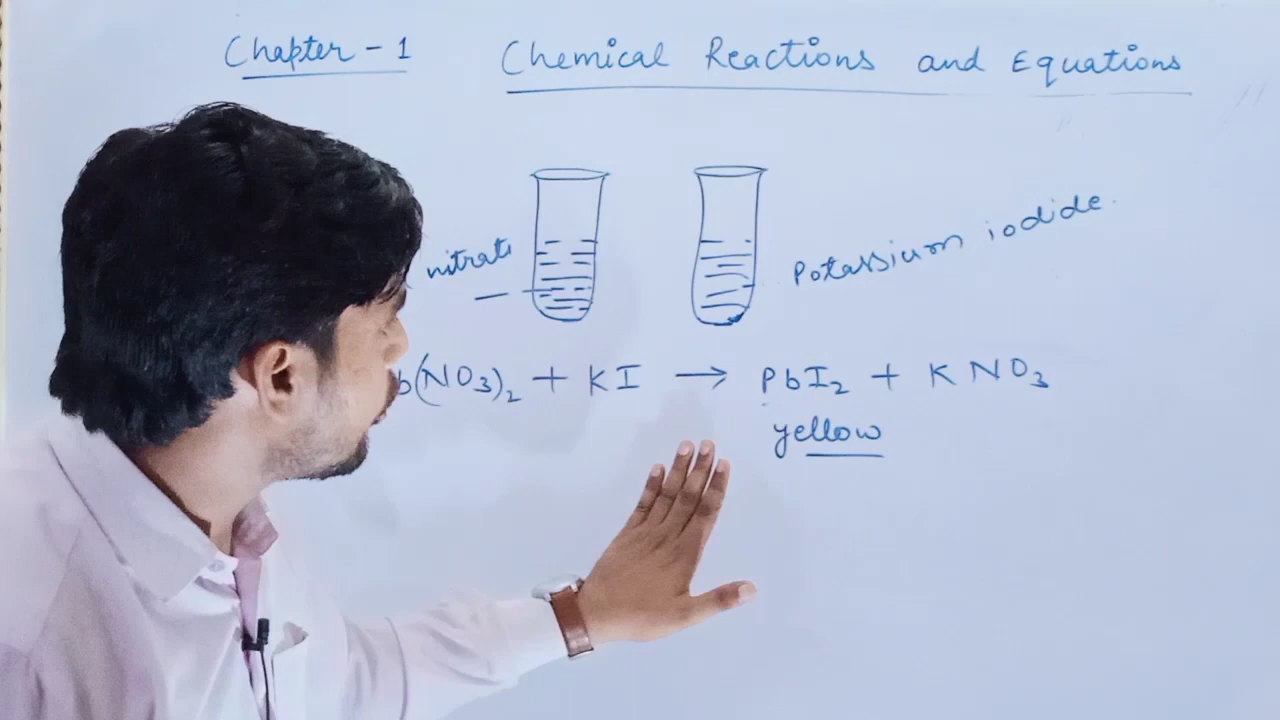 Chapter - 1 Chemical Reactions and Equations
nitrate
Potassium iodide.
b(NO3)2 + KI → PbI2 + KNO3
yellow